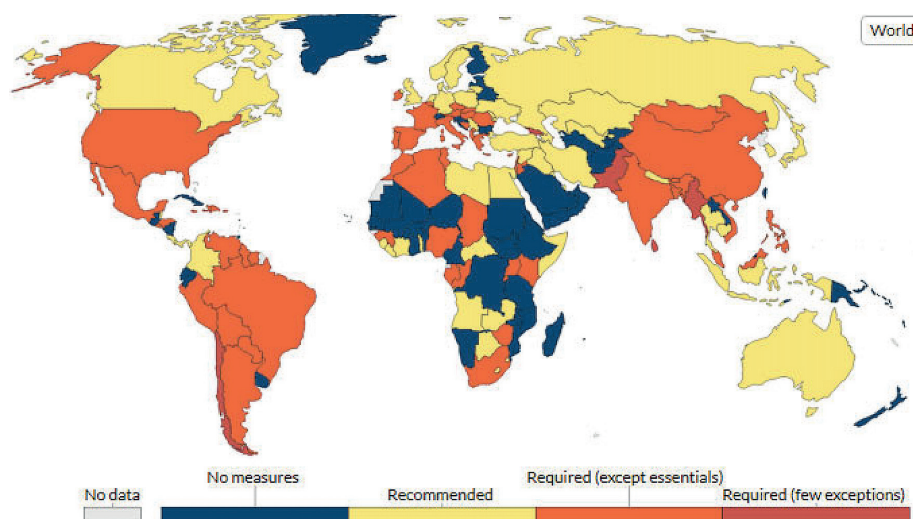 World
No measures
Required (except essentials)
No data
Recommended
Required (few exceptions)